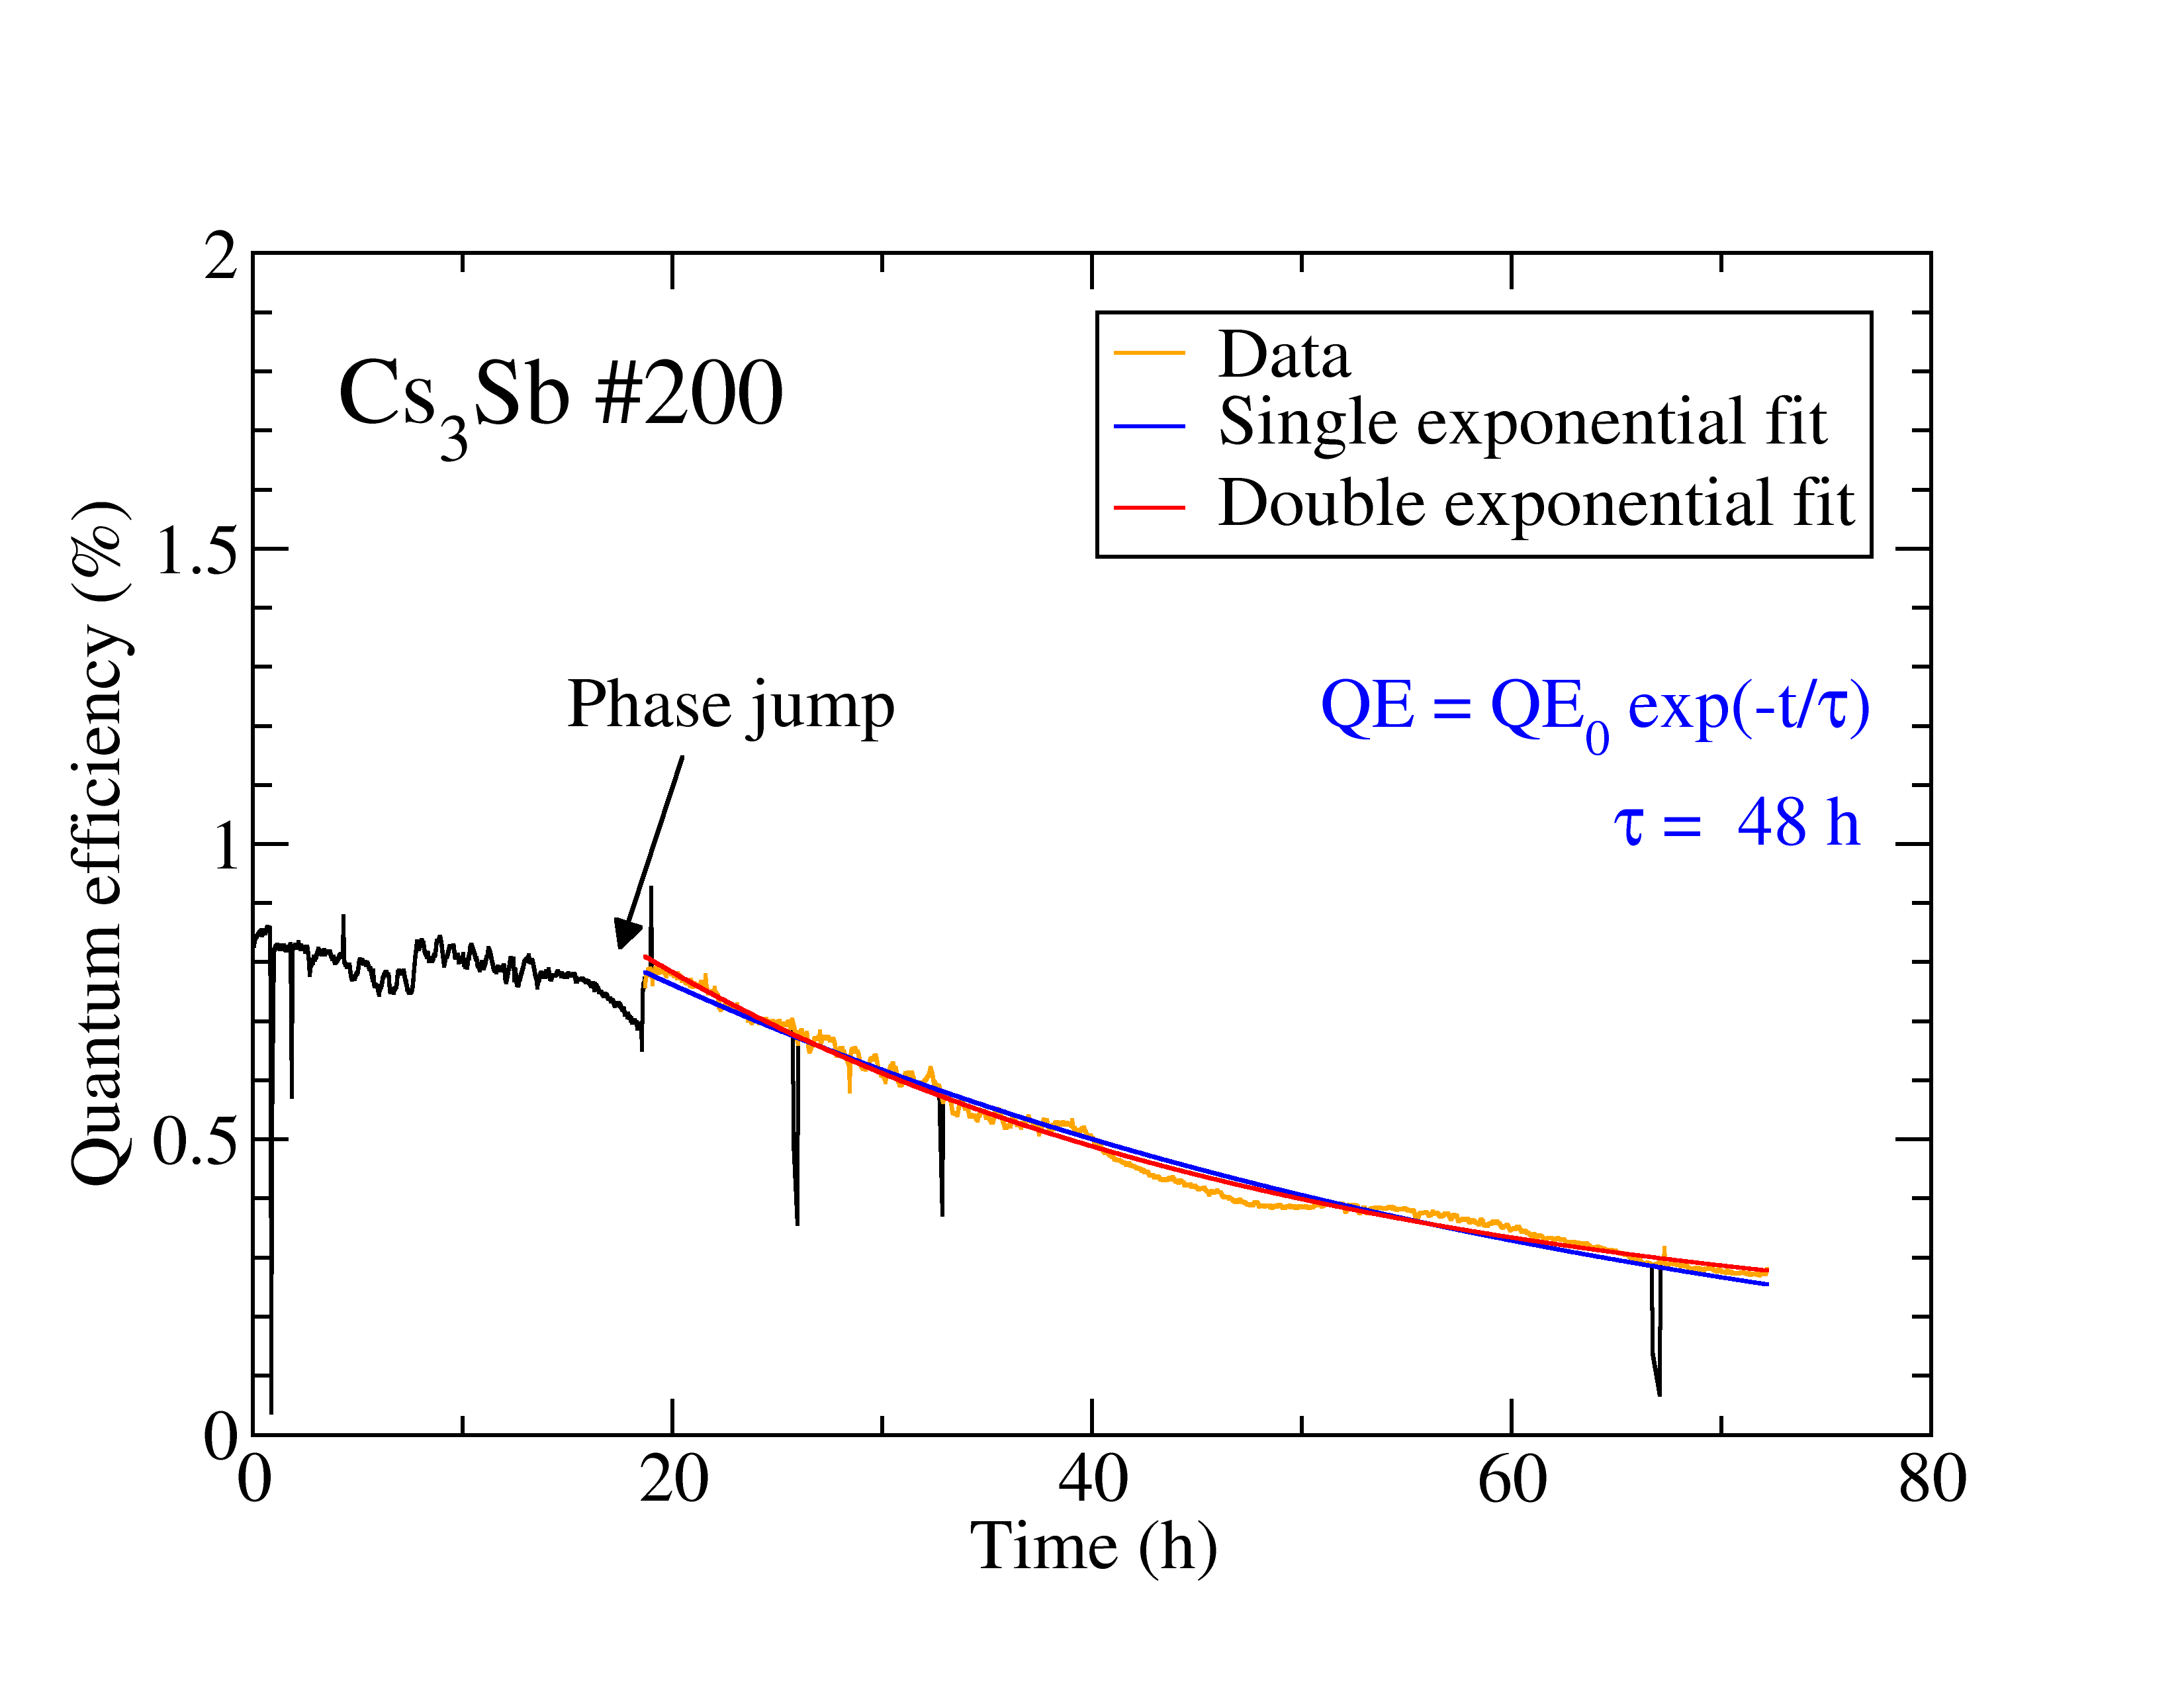 Cs₃Sb #200
Data
Single exponential fit
Double exponential fit
Phase jump
QE = QE₀ exp(-t/τ)
τ = 48 h
Quantum efficiency (%)
2
1.5
1
0.5
0
0 20 40 60 80
Time (h)